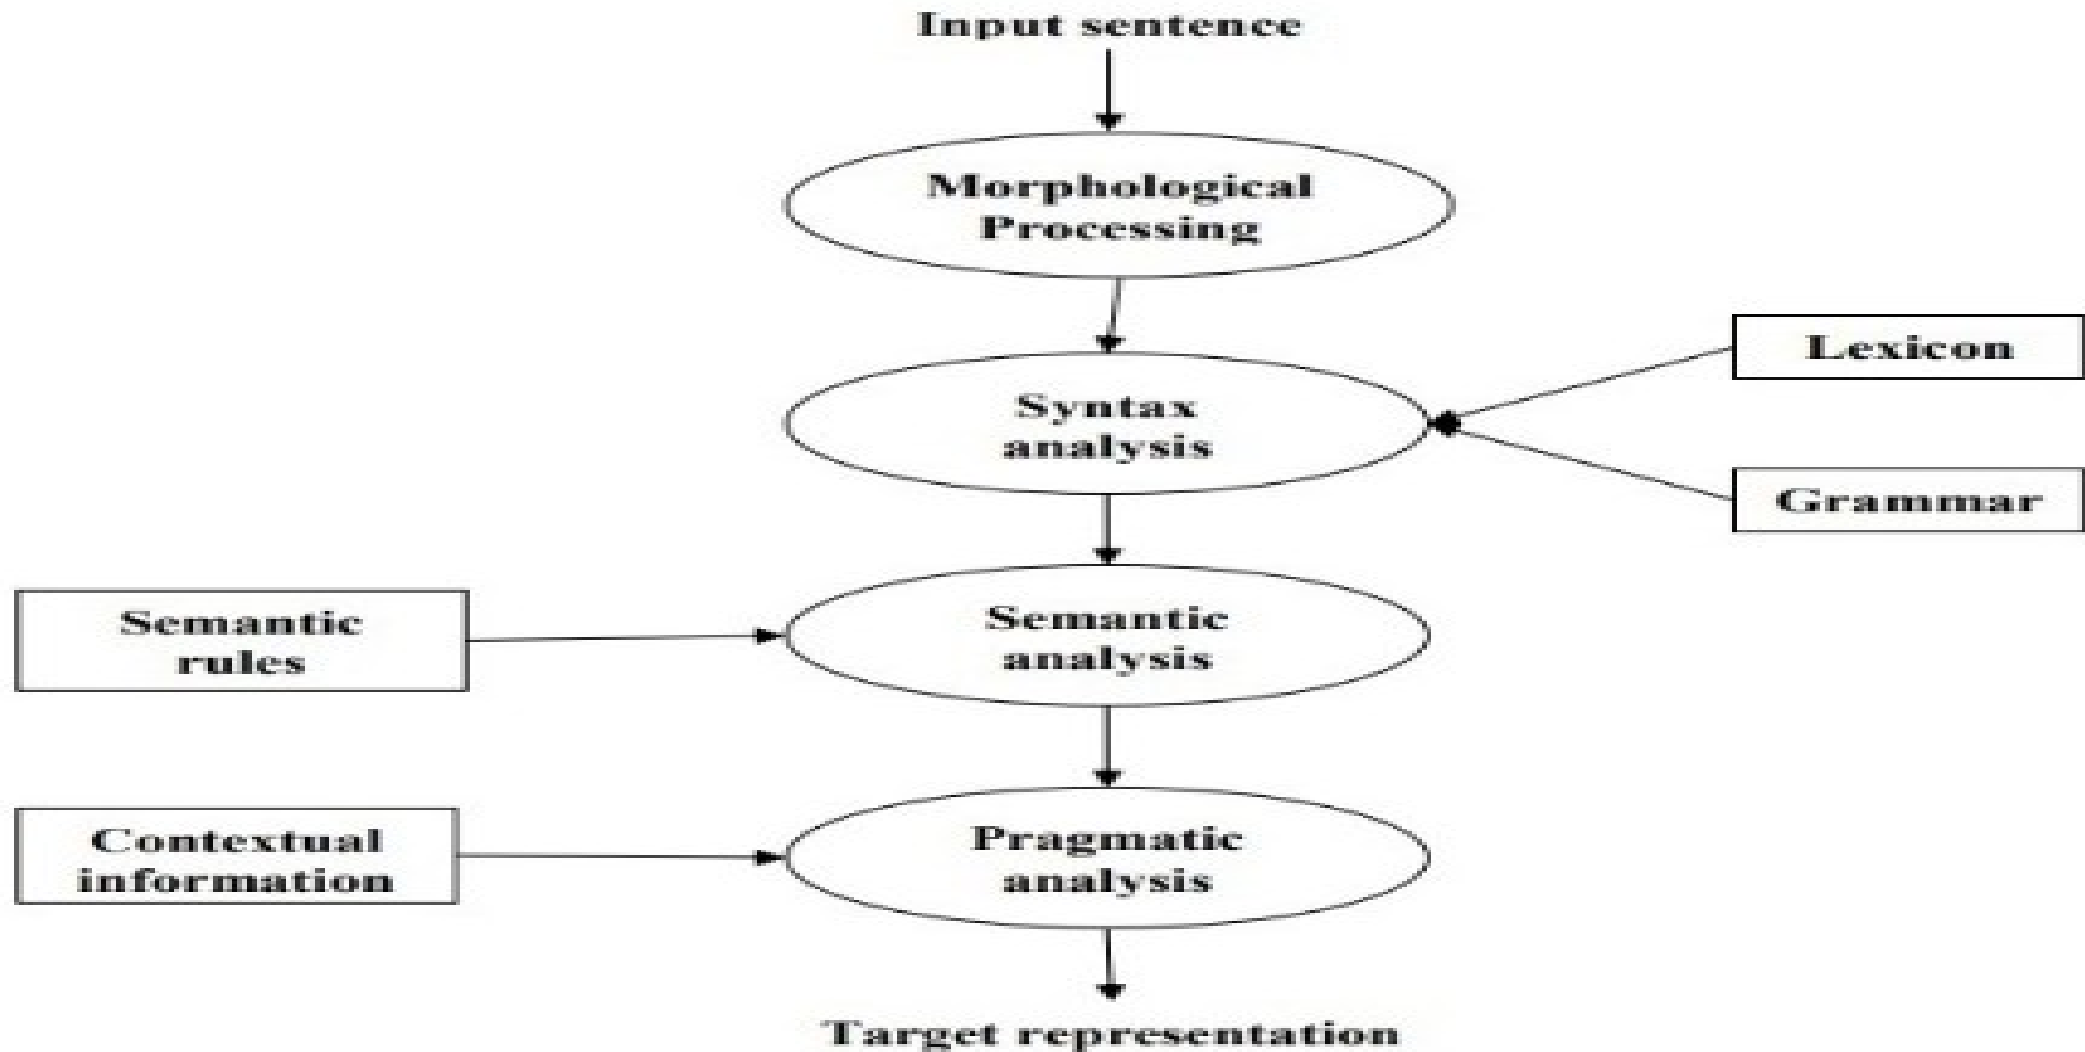 Input sentence
Morphological
Processing
Lexicon
Syntax
analysis
Grammar
Semantic
rules
Semantic
analysis
Contextual
information
Pragmatic
analysis
Target representation